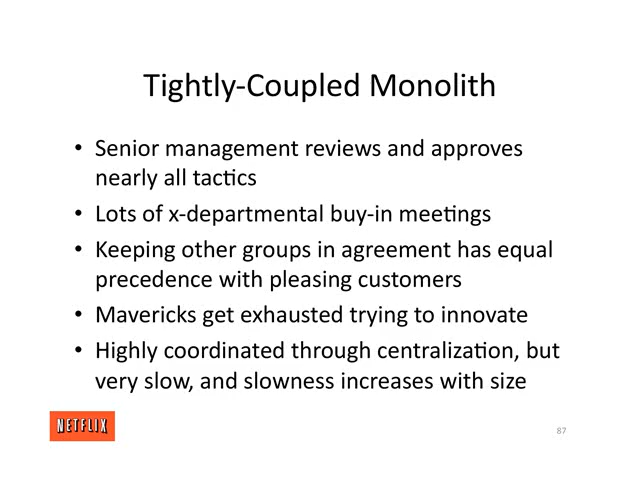 Tightly-Coupled Monolith
• Senior management reviews and approves
nearly all tactics
• Lots of x-departmental buy-in meetings
• Keeping other groups in agreement has equal
precedence with pleasing customers
• Mavericks get exhausted trying to innovate
• Highly coordinated through centralization, but
very slow, and slowness increases with size
NETFLIX
87